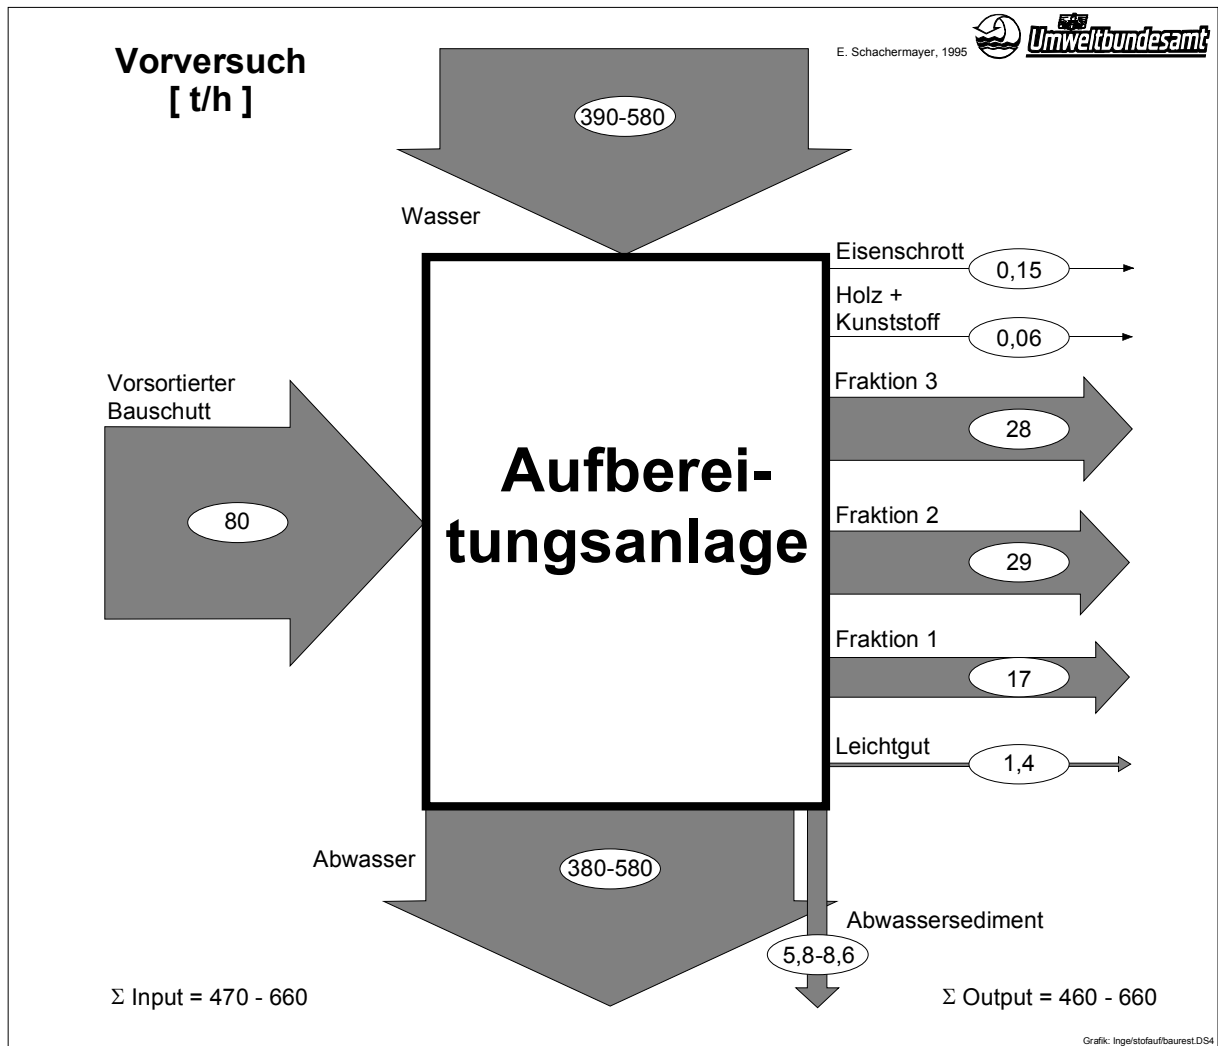 Vorversuch
[ t/h ]
E. Schachermayer, 1995
Umweltbundesamt
390-580
Wasser
Eisenschrott
0,15
Holz +
Kunststoff
0,06
Vorsortierter
Bauschutt
80
Fraktion 3
28
Aufberei-
tungsanlage
Fraktion 2
29
Fraktion 1
17
Leichtgut
1,4
Abwasser
380-580
Abwassersediment
5,8-8,6
Σ Input = 470 - 660
Σ Output = 460 - 660
Grafik: Inge/stofauf/baurest.DS4